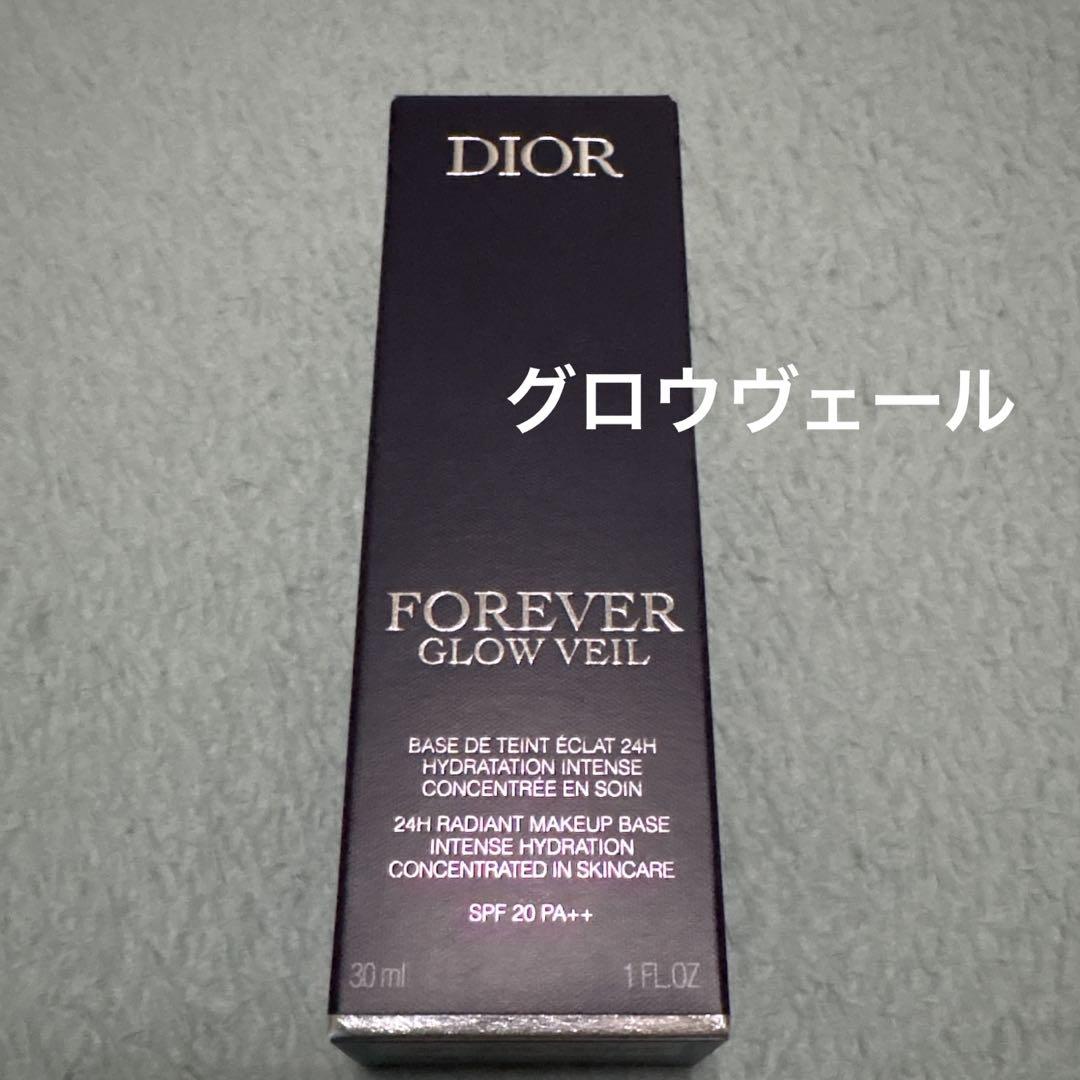 DIOR
グロウヴェール
FOREVER
GLOW VEIL
BASE DE TEINT ÉCLAT 24H
HYDRATATION INTENSE
CONCENTRÉE EN SOIN
24H RADIANT MAKEUP BASE
INTENSE HYDRATION
CONCENTRATED IN SKINCARE
SPF 20 PA++
30 ml 1 FL.OZ